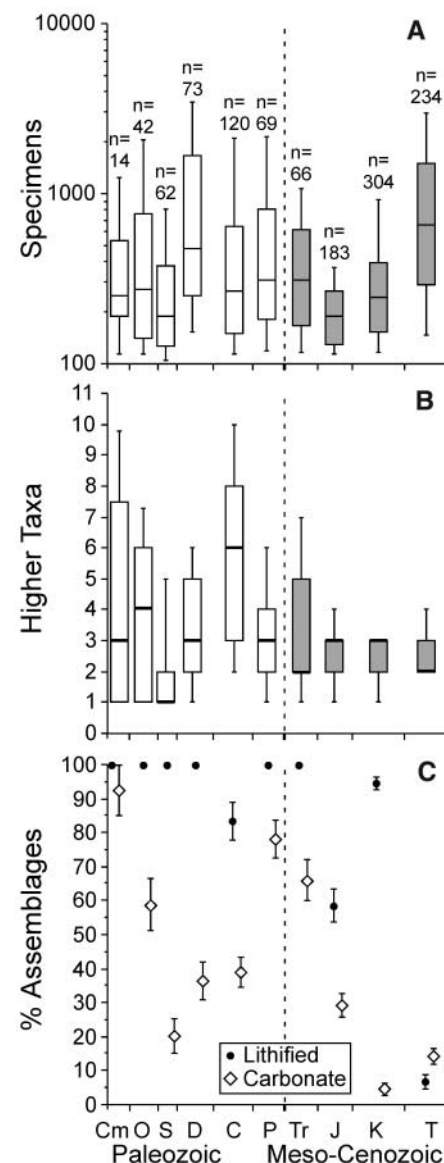 A
Specimens
10000
1000
100
n=
14
n=
42
n=
62
n=
73
n=
120
n=
69
n=
66
n=
183
n=
304
n=
234
B
Higher Taxa
11
10
9
8
7
6
5
4
3
2
1
0
C
% Assemblages
100
90
80
70
60
50
40
30
20
10
0
Lithified
Carbonate
Cm O S D C P Tr J K T
Paleozoic Meso-Cenozoic